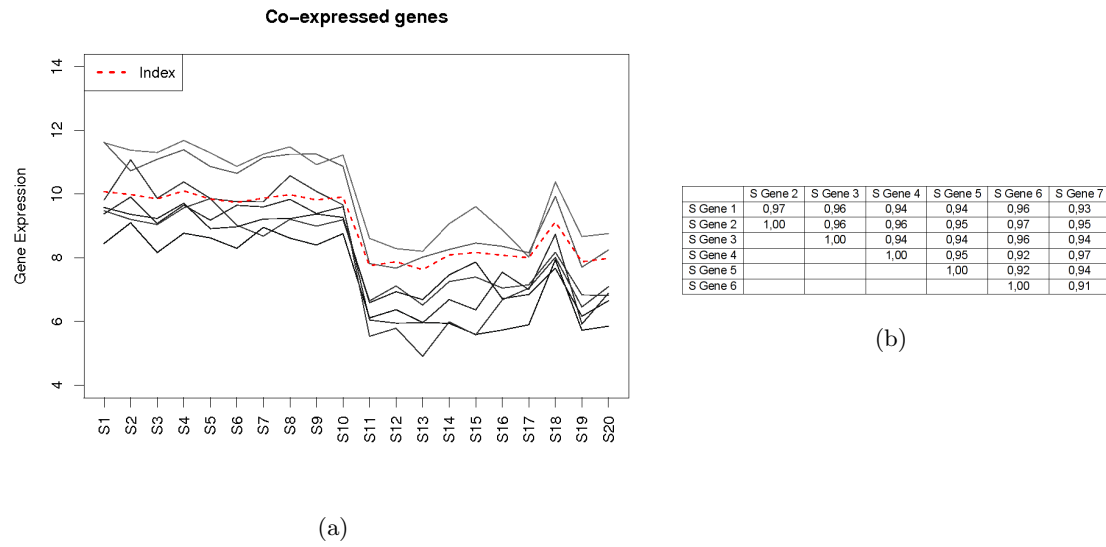 Co-expressed genes
Index
Gene Expression
14
12
10
8
6
4
S1 S2 S3 S4 S5 S6 S7 S8 S9 S10 S11 S12 S13 S14 S15 S16 S17 S18 S19 S20
(a)
S Gene 2 S Gene 3 S Gene 4 S Gene 5 S Gene 6 S Gene 7
S Gene 1 0,97 0,96 0,94 0,94 0,96 0,93
S Gene 2 1,00 0,96 0,96 0,95 0,97 0,95
S Gene 3 1,00 0,94 0,94 0,96 0,94
S Gene 4 1,00 0,95 0,92 0,97
S Gene 5 1,00 0,92 0,94
S Gene 6 1,00 0,91
(b)